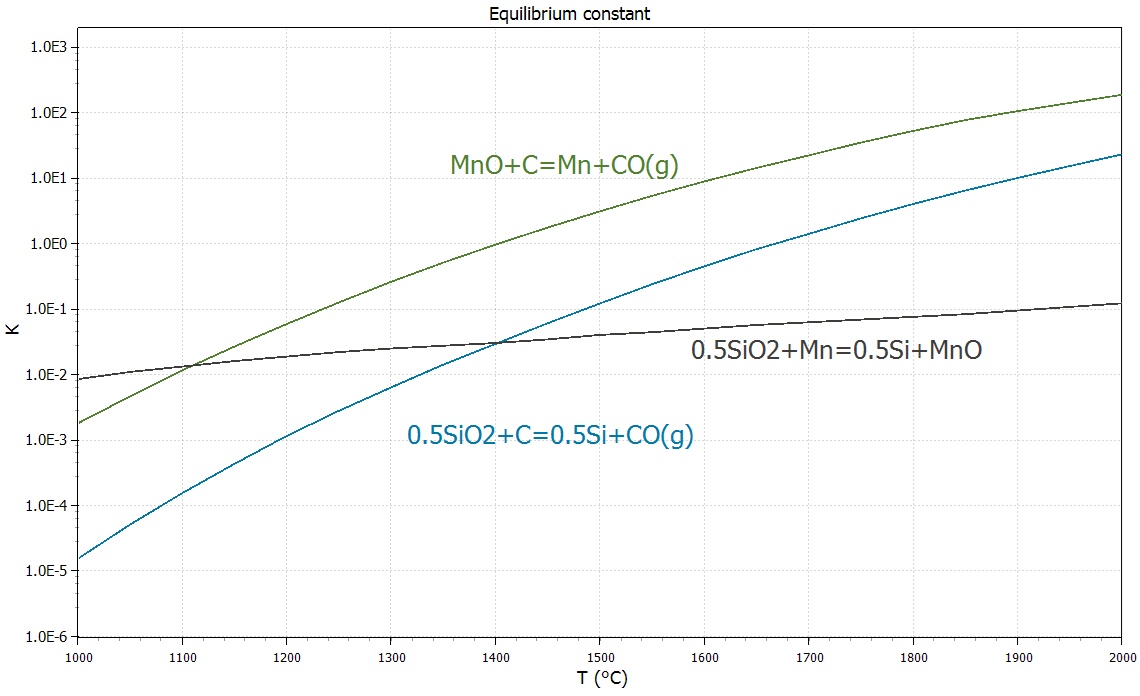 Equilibrium constant
1.0E3
1.0E2
1.0E1
1.0E0
1.0E-1
1.0E-2
1.0E-3
1.0E-4
1.0E-5
1.0E-6
K
MnO+C=Mn+CO(g)
0.5SiO2+Mn=0.5Si+MnO
0.5SiO2+C=0.5Si+CO(g)
1000 1100 1200 1300 1400 1500 1600 1700 1800 1900 2000
T (°C)